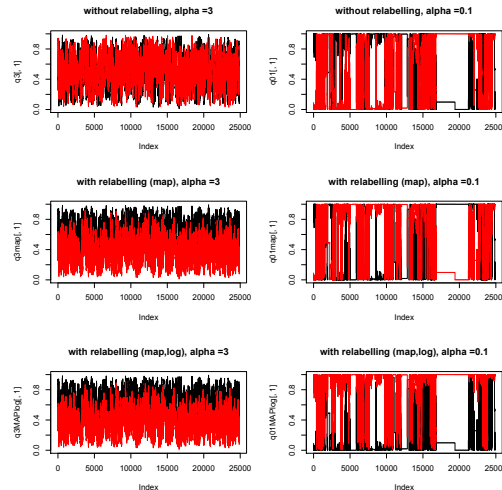 without relabelling, alpha =3
q3[, 1]
0.0 0.4 0.8
0 5000 10000 15000 20000 25000
Index
without relabelling, alpha =0.1
q01[, 1]
0.0 0.4 0.8
0 5000 10000 15000 20000 25000
Index
with relabelling (map), alpha =3
q3map[, 1]
0.0 0.4 0.8
0 5000 10000 15000 20000 25000
Index
with relabelling (map), alpha =0.1
q01map[, 1]
0.0 0.4 0.8
0 5000 10000 15000 20000 25000
Index
with relabelling (map,log), alpha =3
q3MAPlog[, 1]
0.0 0.4 0.8
0 5000 10000 15000 20000 25000
Index
with relabelling (map,log), alpha =0.1
q01MAPlog[, 1]
0.0 0.4 0.8
0 5000 10000 15000 20000 25000
Index